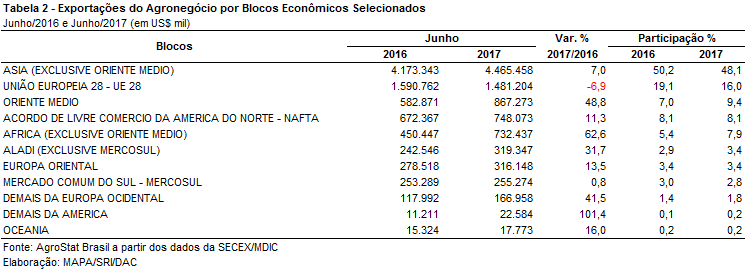 Tabela 2 - Exportações do Agronegócio por Blocos Econômicos Selecionados
Junho/2016 e Junho/2017 (em US$ mil)
Blocos Junho Var. % Participação %
2016 2017 2017/2016 2016 2017
ASIA (EXCLUSIVE ORIENTE MEDIO) 4.173.343 4.465.458 7,0 50,2 48,1
UNIÃO EUROPEIA 28 - UE 28 1.590.762 1.481.204 -6,9 19,1 16,0
ORIENTE MEDIO 582.871 867.273 48,8 7,0 9,4
ACORDO DE LIVRE COMERCIO DA AMERICA DO NORTE - NAFTA 672.367 748.073 11,3 8,1 8,1
AFRICA (EXCLUSIVE ORIENTE MEDIO) 450.447 732.437 62,6 5,4 7,9
ALADI (EXCLUSIVE MERCOSUL) 242.546 319.347 31,7 2,9 3,4
EUROPA ORIENTAL 278.518 316.148 13,5 3,4 3,4
MERCADO COMUM DO SUL - MERCOSUL 253.289 255.274 0,8 3,0 2,8
DEMAIS DA EUROPA OCIDENTAL 117.992 166.958 41,5 1,4 1,8
DEMAIS DA AMERICA 11.211 22.584 101,4 0,1 0,2
OCEANIA 15.324 17.773 16,0 0,2 0,2
Fonte: AgroStat Brasil a partir dos dados da SECEX/MDIC
Elaboração: MAPA/SRI/DAC